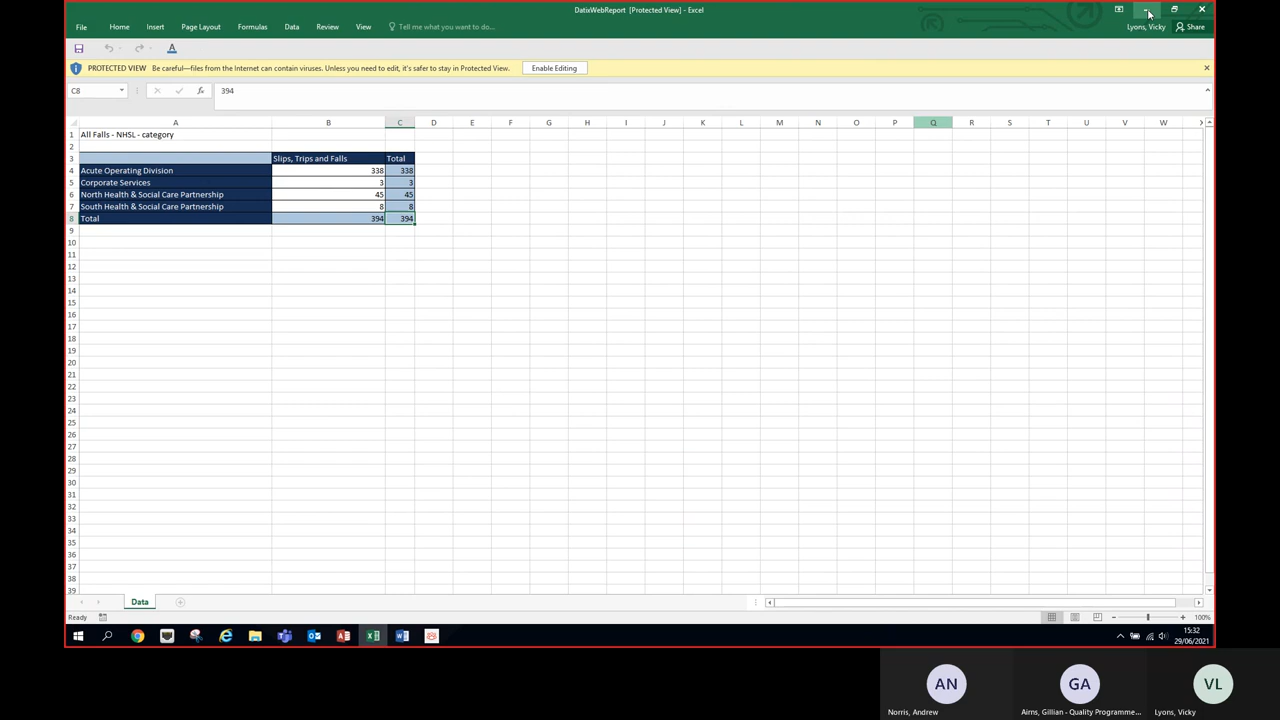 DatixWebReport [Protected View] - Excel
Lyons, Vicky
Share
File Home Insert Page Layout Formulas Data Review View Tell me what you want to do...
PROTECTED VIEW Be careful—files from the Internet can contain viruses. Unless you need to edit, it's safer to stay in Protected View. Enable Editing
C8 fx 394
A B C D E F G H I J K L M N O P Q R S T U V W
1 All Falls - NHSL - category
2
3 Slips, Trips and Falls Total
4 Acute Operating Division 338 338
5 Corporate Services 3 3
6 North Health & Social Care Partnership 45 45
7 South Health & Social Care Partnership 8 8
8 Total 394 394
9
10
11
12
13
14
15
16
17
18
19
20
21
22
23
24
25
26
27
28
29
30
31
32
33
34
35
36
37
38
39
Data
Ready 100%
15:32
29/06/2021
AN GA VL
Norris, Andrew Airns, Gillian - Quality Programme... Lyons, Vicky